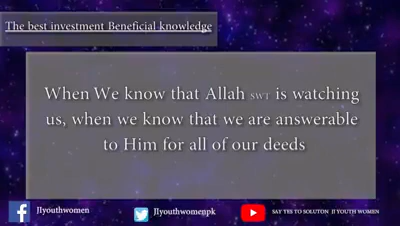 The best investment Beneficial knowledge
When We know that Allah SWT is watching
us, when we know that we are answerable
to Him for all of our deeds
JIyouthwomen
JIyouthwomenpk
SAY YES TO SOLUTON JI YOUTH WOMEN